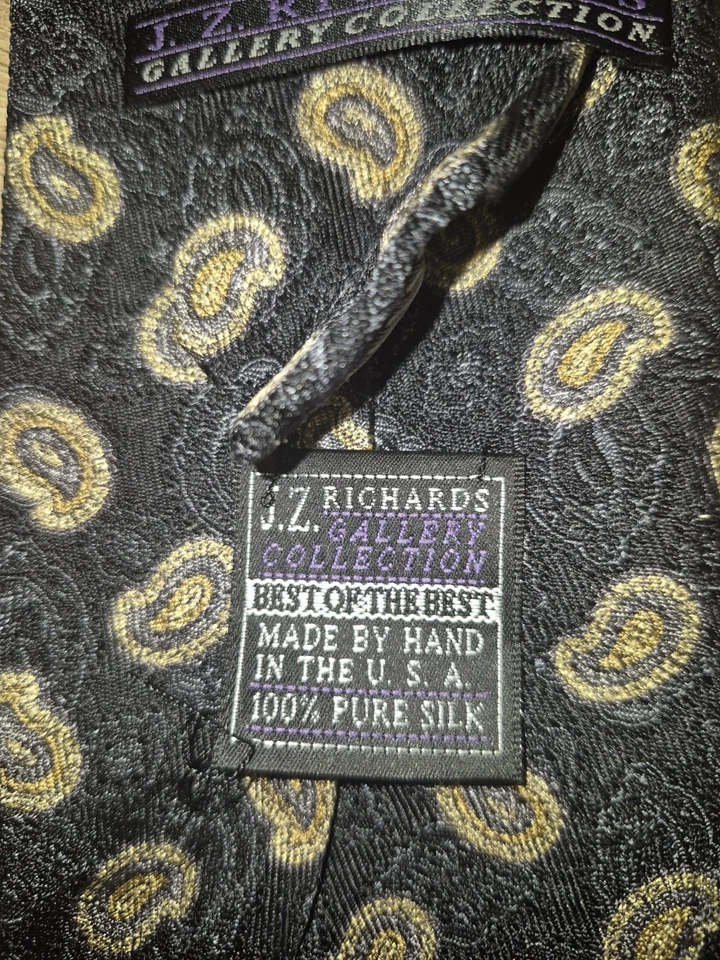 J. Z.
GALLERY COLLECTION
J.Z. RICHARDS
GALLERY
COLLECTION
BEST OF THE BEST
MADE BY HAND
IN THE U. S. A.
100% PURE SILK